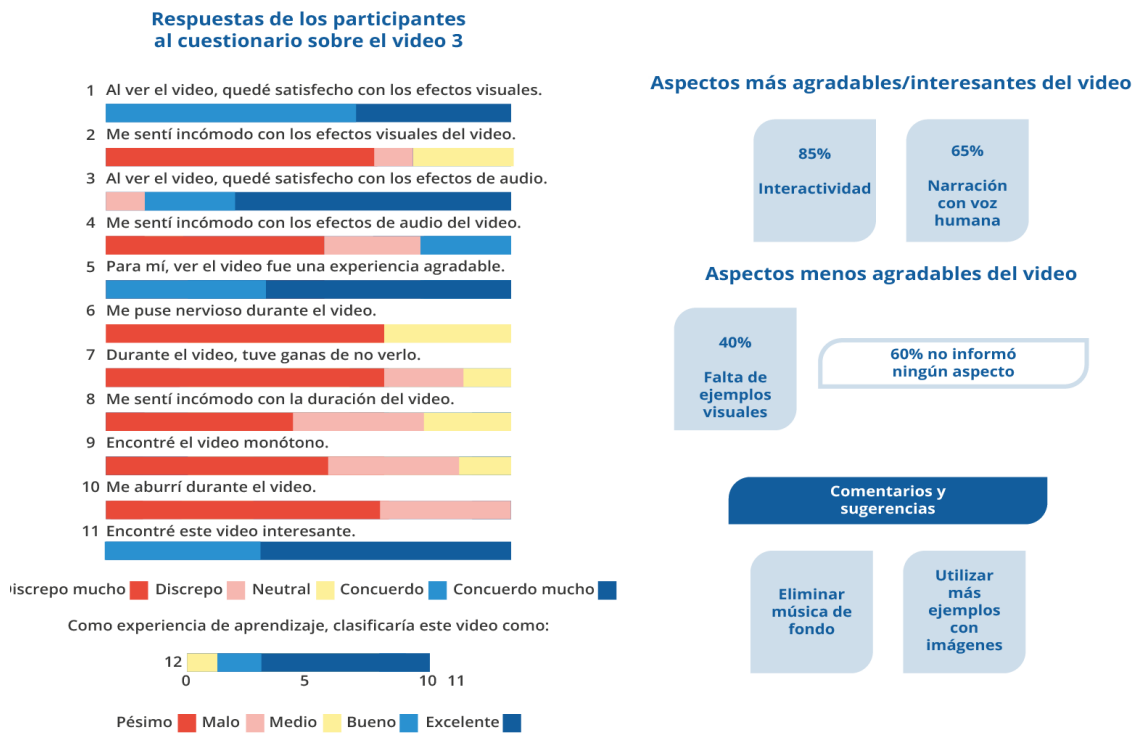 Respuestas de los participantes
al cuestionario sobre el video 3
1 Al ver el video, quedé satisfecho con los efectos visuales.
2 Me sentí incómodo con los efectos visuales del video.
3 Al ver el video, quedé satisfecho con los efectos de audio.
4 Me sentí incómodo con los efectos de audio del video.
5 Para mí, ver el video fue una experiencia agradable.
6 Me puse nervioso durante el video.
7 Durante el video, tuve ganas de no verlo.
8 Me sentí incómodo con la duración del video.
9 Encontré el video monótono.
10 Me aburrí durante el video.
11 Encontré este video interesante.
iscrepo mucho Discrepo Neutral Concuerdo Concuerdo mucho
Como experiencia de aprendizaje, clasificaría este video como:
12
0 5 10 11
Pésimo Malo Medio Bueno Excelente
Aspectos más agradables/interesantes del video
85%
Interactividad
65%
Narración
con voz
humana
Aspectos menos agradables del video
40%
Falta de
ejemplos
visuales
60% no informó
ningún aspecto
Comentarios y
sugerencias
Eliminar
música de
fondo
Utilizar
más
ejemplos
con
imágenes